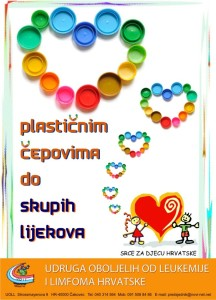 plastičnim
čepovima
do
skupih
lijekova
SRCE ZA DJECU HRVATSKE
UDRUGA OBOLJELIH OD LEUKEMIJE
I LIMFOMA HRVATSKE